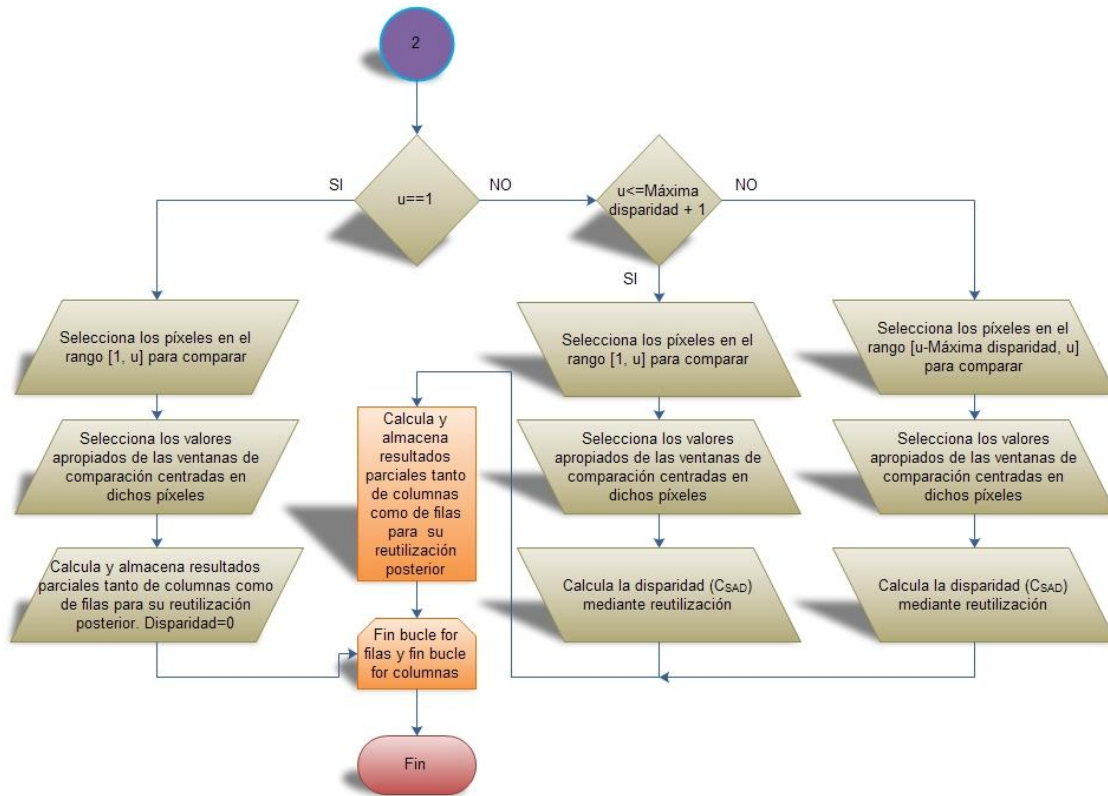 2
SI
u==1
NO
u<=Máxima
disparidad + 1
NO
SI
Selecciona los píxeles en el
rango [1, u] para comparar
Selecciona los valores
apropiados de las ventanas de
comparación centradas en
dichos píxeles
Calcula y almacena resultados
parciales tanto de columnas como
de filas para su reutilización
posterior. Disparidad=0
Calcula y
almacena
resultados
parciales tanto
de columnas
como de filas
para su
reutilización
posterior
Fin bucle for
filas y fin bucle
for columnas
Fin
Selecciona los píxeles en el
rango [1, u] para comparar
Selecciona los valores
apropiados de las ventanas de
comparación centradas en
dichos píxeles
Calcula la disparidad (CSAD)
mediante reutilización
Selecciona los píxeles en el
rango [u-Máxima disparidad, u]
para comparar
Selecciona los valores
apropiados de las ventanas de
comparación centradas en
dichos píxeles
Calcula la disparidad (CSAD)
mediante reutilización